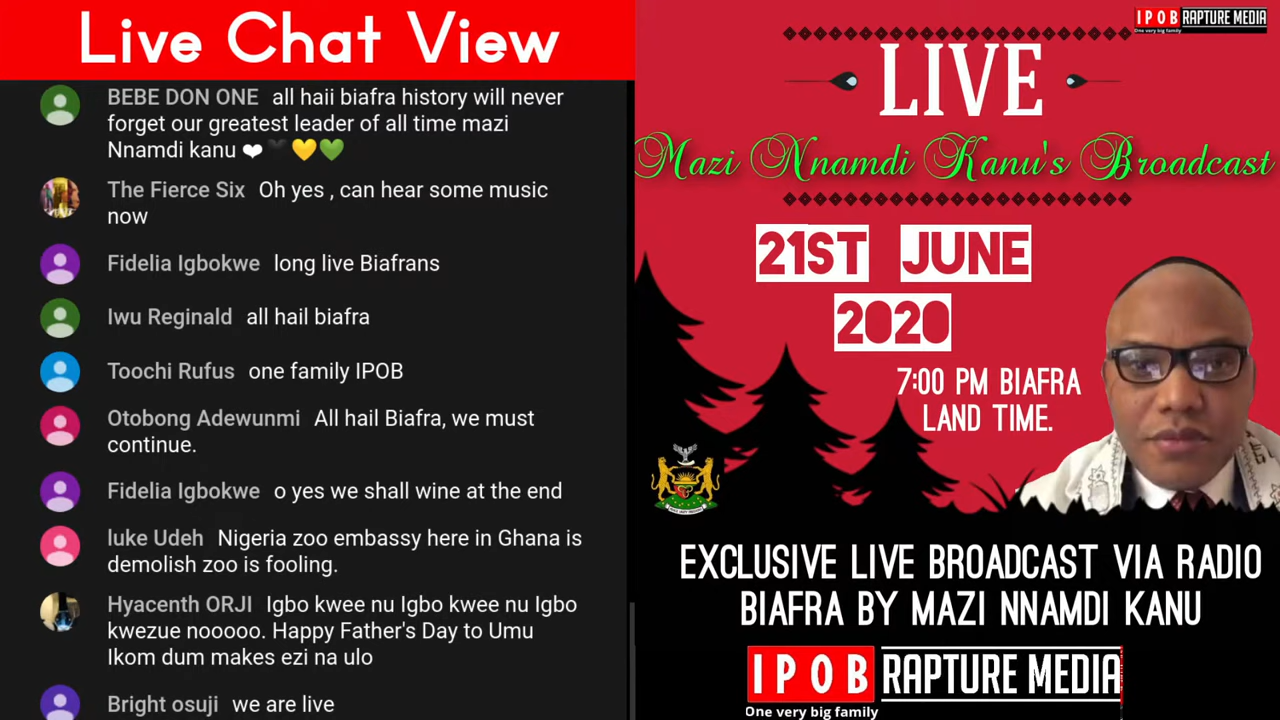 Live Chat View
BEBE DON ONE all haii biafra history will never
forget our greatest leader of all time mazi
Nnamdi kanu ❤🖤💛💚
The Fierce Six Oh yes , can hear some music
now
Fidelia Igbokwe long live Biafrans
Iwu Reginald all hail biafra
Toochi Rufus one family IPOB
Otobong Adewunmi All hail Biafra, we must
continue.
Fidelia Igbokwe o yes we shall wine at the end
luke Udeh Nigeria zoo embassy here in Ghana is
demolish zoo is fooling.
Hyacenth ORJI Igbo kwee nu Igbo kwee nu Igbo
kwezue nooooo. Happy Father's Day to Umu
Ikom dum makes ezi na ulo
Bright osuji we are live
IPOB RAPTURE MEDIA
One very big family
LIVE
Mazi Nnamdi Kanu's Broadcast
21ST JUNE
2020
7:00 PM BIAFRA
LAND TIME.
EXCLUSIVE LIVE BROADCAST VIA RADIO
BIAFRA BY MAZI NNAMDI KANU
IPOB RAPTURE MEDIA
One very big family